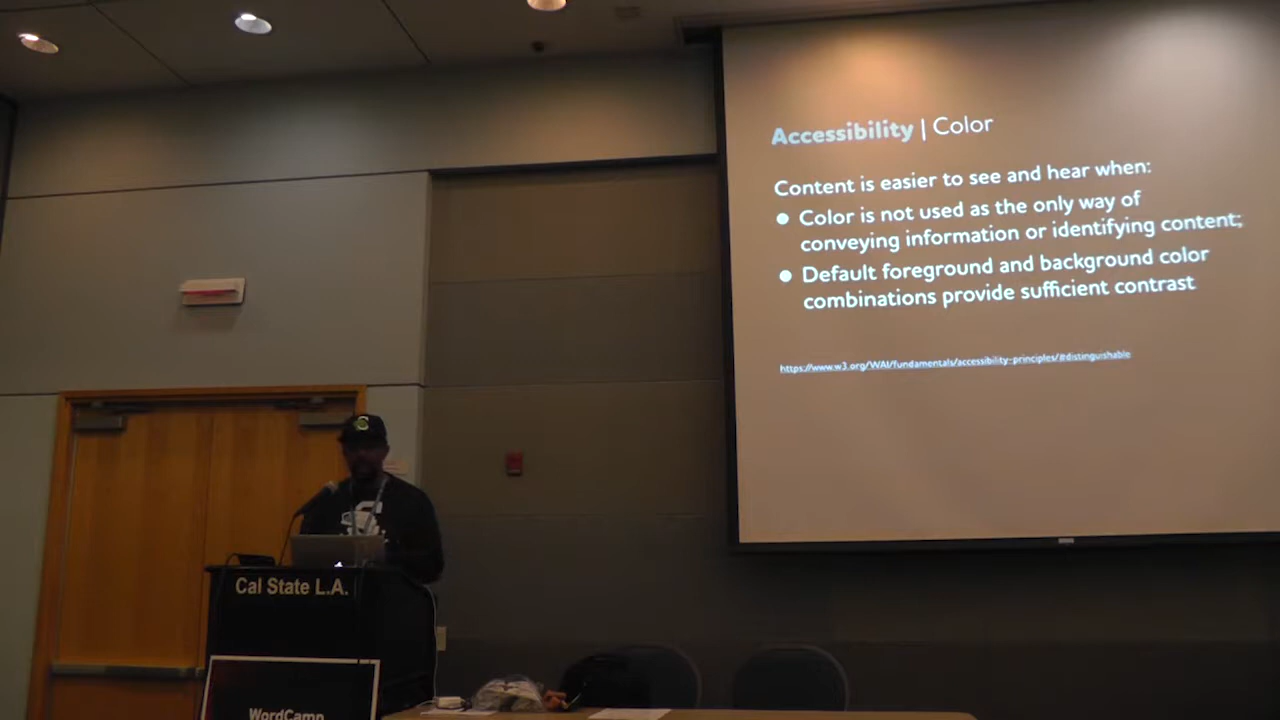 Accessibility | Color
Content is easier to see and hear when:
● Color is not used as the only way of
conveying information or identifying content;
● Default foreground and background color
combinations provide sufficient contrast
https://www.w3.org/WAI/fundamentals/accessibility-principles/#distinguishable
Cal State L.A.
WordCamp